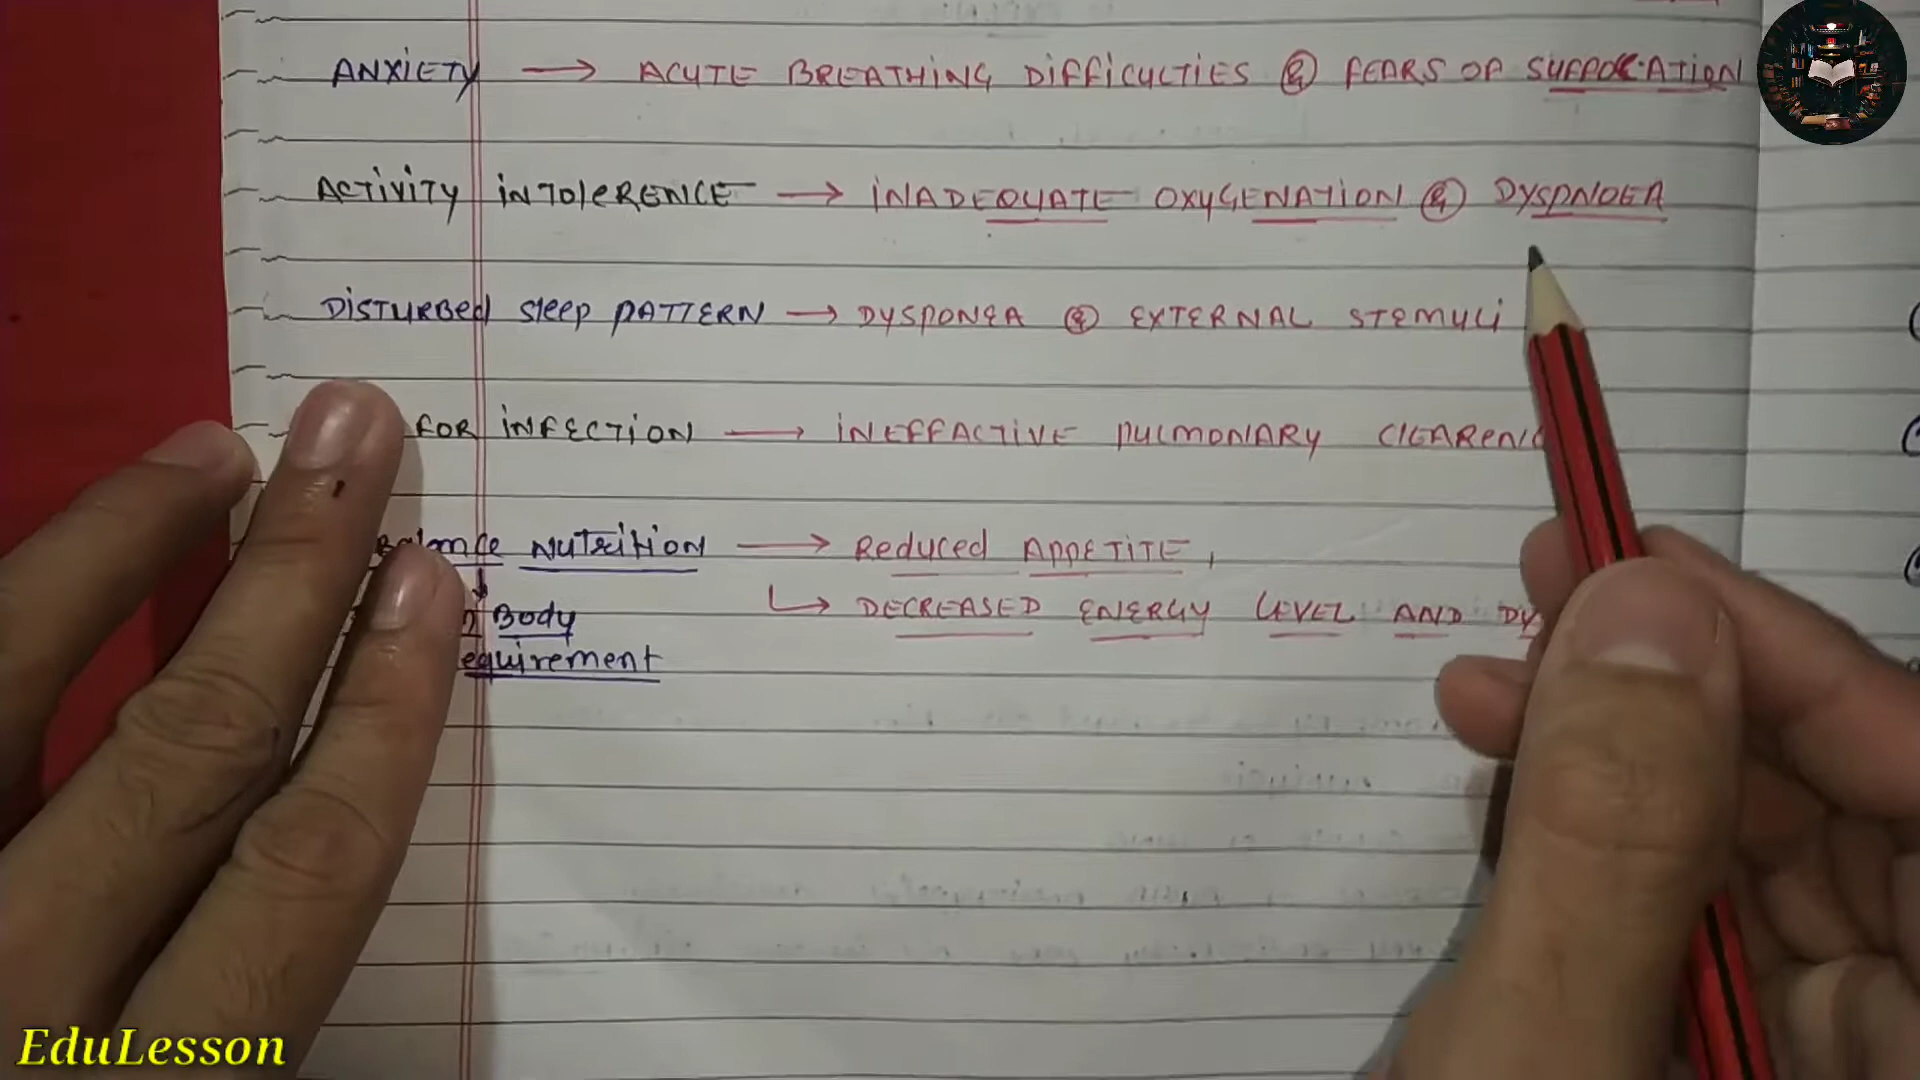 ANXIETY → ACUTE BREATHING DIFFICULTIES & FEARS OF SUFFOCATION
ACTIVITY INTOLERENCE → INADEQUATE OXYGENATION & DYSPNOEA
DISTURBED SLEEP PATTERN → DYSPONEA & EXTERNAL STEMULI
FOR INFECTION → INEFFACTIVE PULMONARY
Nutrition → Reduced APPETITE,
↳ DECREASED ENERGY LEVEL AND
Body
equirement
EduLesson